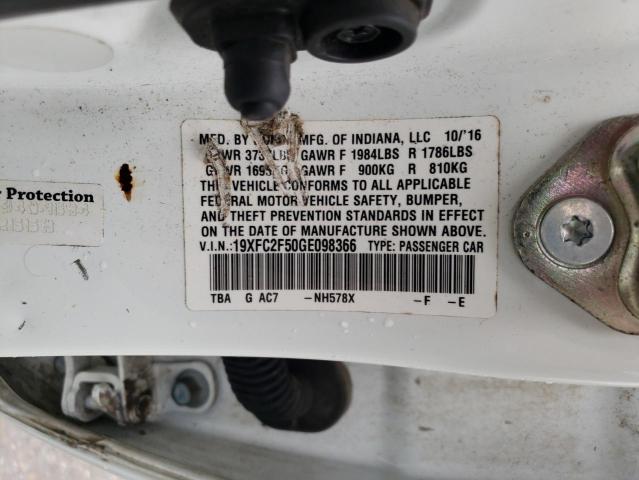 MFD. BY MFG. OF INDIANA, LLC 10/'16
GAWR F 1984LBS R 1786LBS
GAWR F 900KG R 810KG
THIS VEHICLE CONFORMS TO ALL APPLICABLE
FEDERAL MOTOR VEHICLE SAFETY, BUMPER,
AND THEFT PREVENTION STANDARDS IN EFFECT
ON THE DATE OF MANUFACTURE SHOWN ABOVE.
V.I.N.:19XFC2F50GE098366 TYPE: PASSENGER CAR
TBA G AC7 -NH578X -F -E
Protection